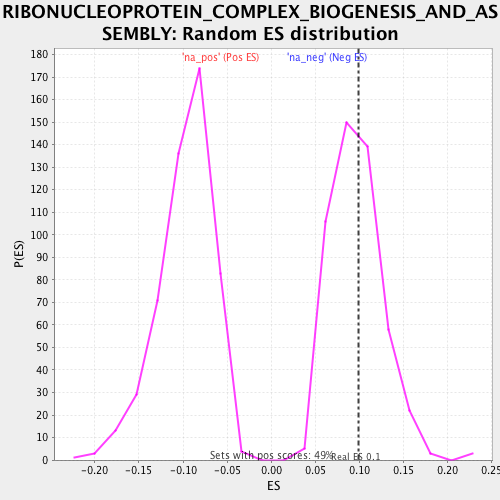 RIBONUCLEOPROTEIN_COMPLEX_BIOGENESIS_AND_AS
SEMBLY: Random ES distribution
'na_pos' (Pos ES) 'na_neg' (Neg ES)
180
170
160
150
140
130
120
110
100
90
80
70
60
50
40
30
20
10
0
P(ES)
Sets with pos scores: 49%
Real ES 0.1
-0.20 -0.15 -0.10 -0.05 0.00 0.05 0.10 0.15 0.20 0.25
ES